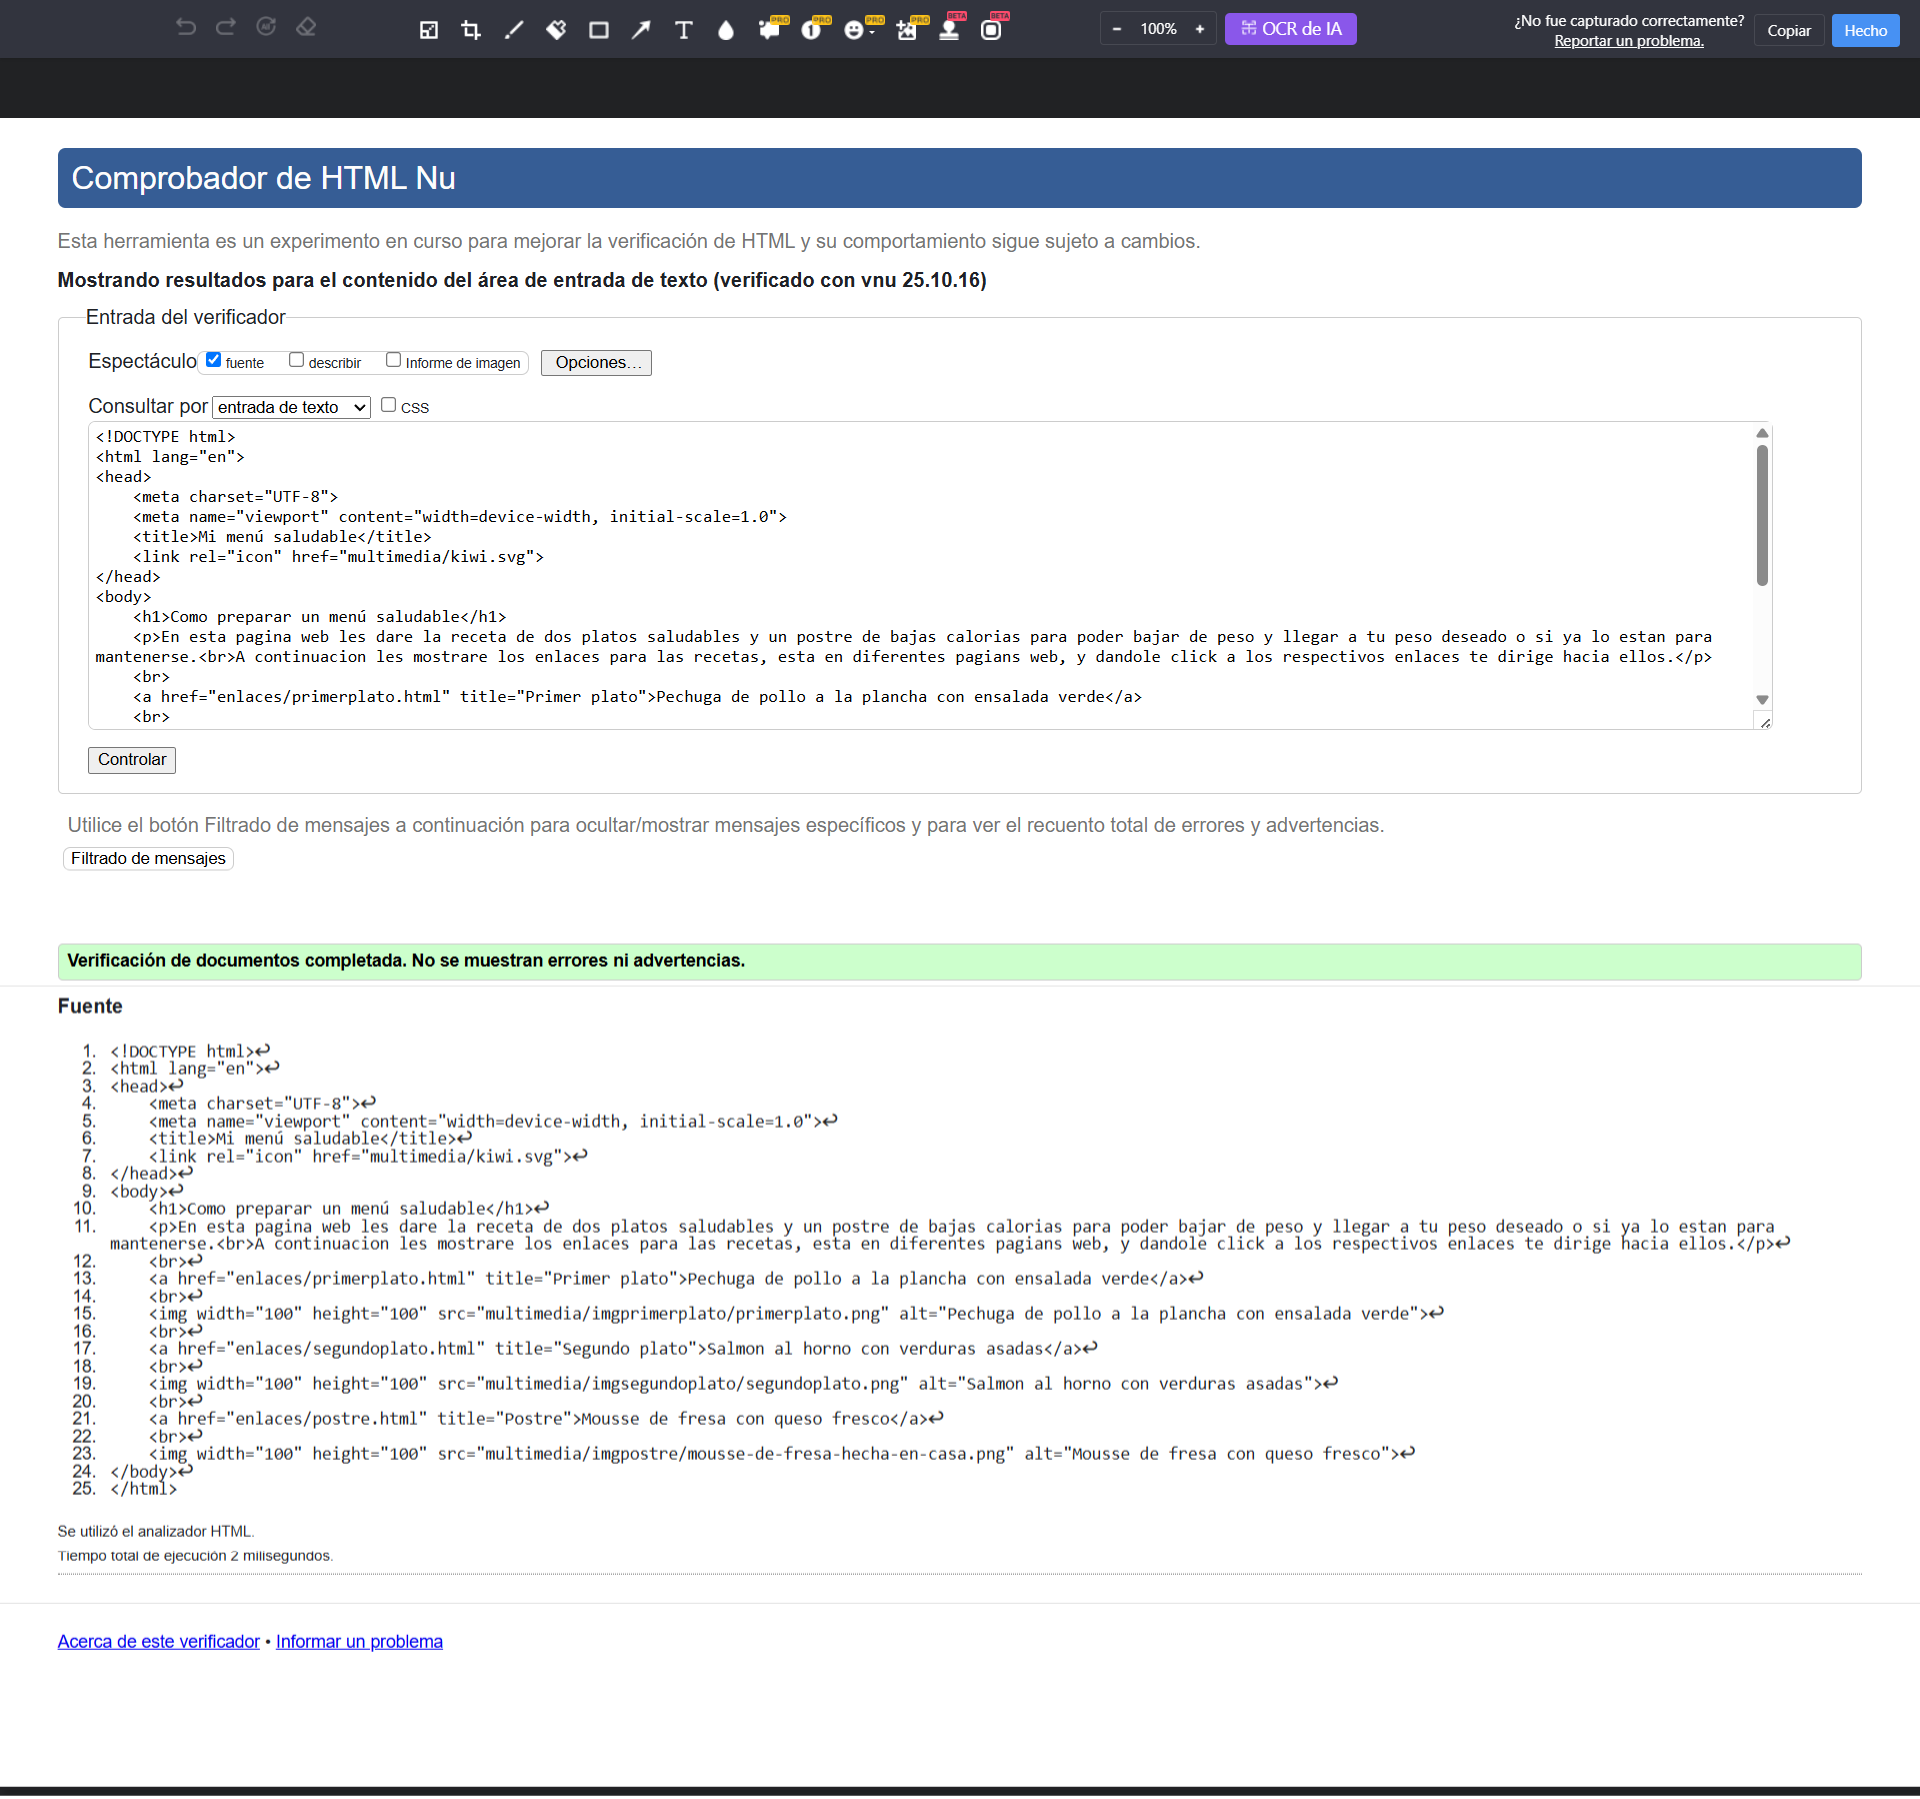 PRO PRO PRO PRO BETA BETA
- 100% + OCR de IA
¿No fue capturado correctamente?
Reportar un problema.
Copiar Hecho
Comprobador de HTML Nu
Esta herramienta es un experimento en curso para mejorar la verificación de HTML y su comportamiento sigue sujeto a cambios.
Mostrando resultados para el contenido del área de entrada de texto (verificado con vnu 25.10.16)
Entrada del verificador
Espectáculo fuente describir Informe de imagen Opciones...
Consultar por entrada de texto CSS
<!DOCTYPE html>
<html lang="en">
<head>
    <meta charset="UTF-8">
    <meta name="viewport" content="width=device-width, initial-scale=1.0">
    <title>Mi menú saludable</title>
    <link rel="icon" href="multimedia/kiwi.svg">
</head>
<body>
    <h1>Como preparar un menú saludable</h1>
    <p>En esta pagina web les dare la receta de dos platos saludables y un postre de bajas calorias para poder bajar de peso y llegar a tu peso deseado o si ya lo estan para
mantenerse.<br>A continuacion les mostrare los enlaces para las recetas, esta en diferentes pagians web, y dandole click a los respectivos enlaces te dirige hacia ellos.</p>
    <br>
    <a href="enlaces/primerplato.html" title="Primer plato">Pechuga de pollo a la plancha con ensalada verde</a>
    <br>
Controlar
Utilice el botón Filtrado de mensajes a continuación para ocultar/mostrar mensajes específicos y para ver el recuento total de errores y advertencias.
Filtrado de mensajes
Verificación de documentos completada. No se muestran errores ni advertencias.
Fuente
1. <!DOCTYPE html>↩
2. <html lang="en">↩
3. <head>↩
4.     <meta charset="UTF-8">↩
5.     <meta name="viewport" content="width=device-width, initial-scale=1.0">↩
6.     <title>Mi menú saludable</title>↩
7.     <link rel="icon" href="multimedia/kiwi.svg">↩
8. </head>↩
9. <body>↩
10.     <h1>Como preparar un menú saludable</h1>↩
11.     <p>En esta pagina web les dare la receta de dos platos saludables y un postre de bajas calorias para poder bajar de peso y llegar a tu peso deseado o si ya lo estan para
mantenerse.<br>A continuacion les mostrare los enlaces para las recetas, esta en diferentes pagians web, y dandole click a los respectivos enlaces te dirige hacia ellos.</p>↩
12.     <br>↩
13.     <a href="enlaces/primerplato.html" title="Primer plato">Pechuga de pollo a la plancha con ensalada verde</a>↩
14.     <br>↩
15.     <img width="100" height="100" src="multimedia/imgprimerplato/primerplato.png" alt="Pechuga de pollo a la plancha con ensalada verde">↩
16.     <br>↩
17.     <a href="enlaces/segundoplato.html" title="Segundo plato">Salmon al horno con verduras asadas</a>↩
18.     <br>↩
19.     <img width="100" height="100" src="multimedia/imgsegundoplato/segundoplato.png" alt="Salmon al horno con verduras asadas">↩
20.     <br>↩
21.     <a href="enlaces/postre.html" title="Postre">Mousse de fresa con queso fresco</a>↩
22.     <br>↩
23.     <img width="100" height="100" src="multimedia/imgpostre/mousse-de-fresa-hecha-en-casa.png" alt="Mousse de fresa con queso fresco">↩
24. </body>↩
25. </html>
Se utilizó el analizador HTML.
Tiempo total de ejecución 2 milisegundos.
Acerca de este verificador • Informar un problema